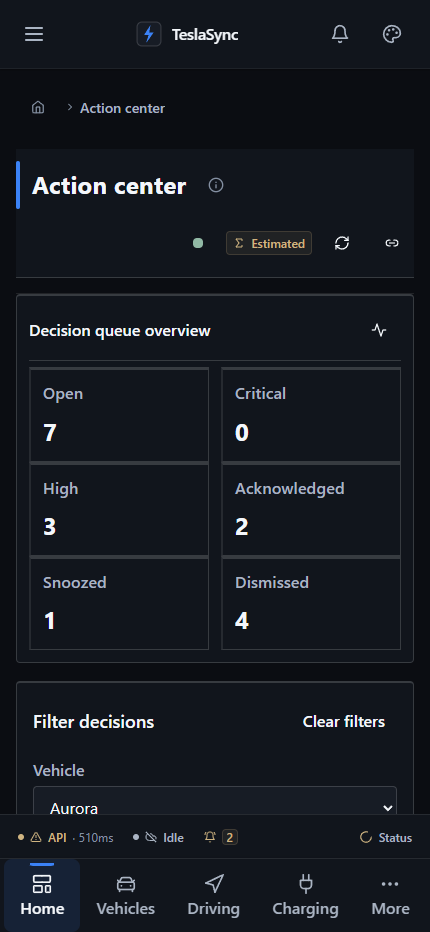 TeslaSync
Action center
Action center
Σ Estimated
Decision queue overview
Open Critical
7 0
High Acknowledged
3 2
Snoozed Dismissed
1 4
Filter decisions Clear filters
Vehicle
Aurora
API · 510ms Idle 2 Status
Home Vehicles Driving Charging More